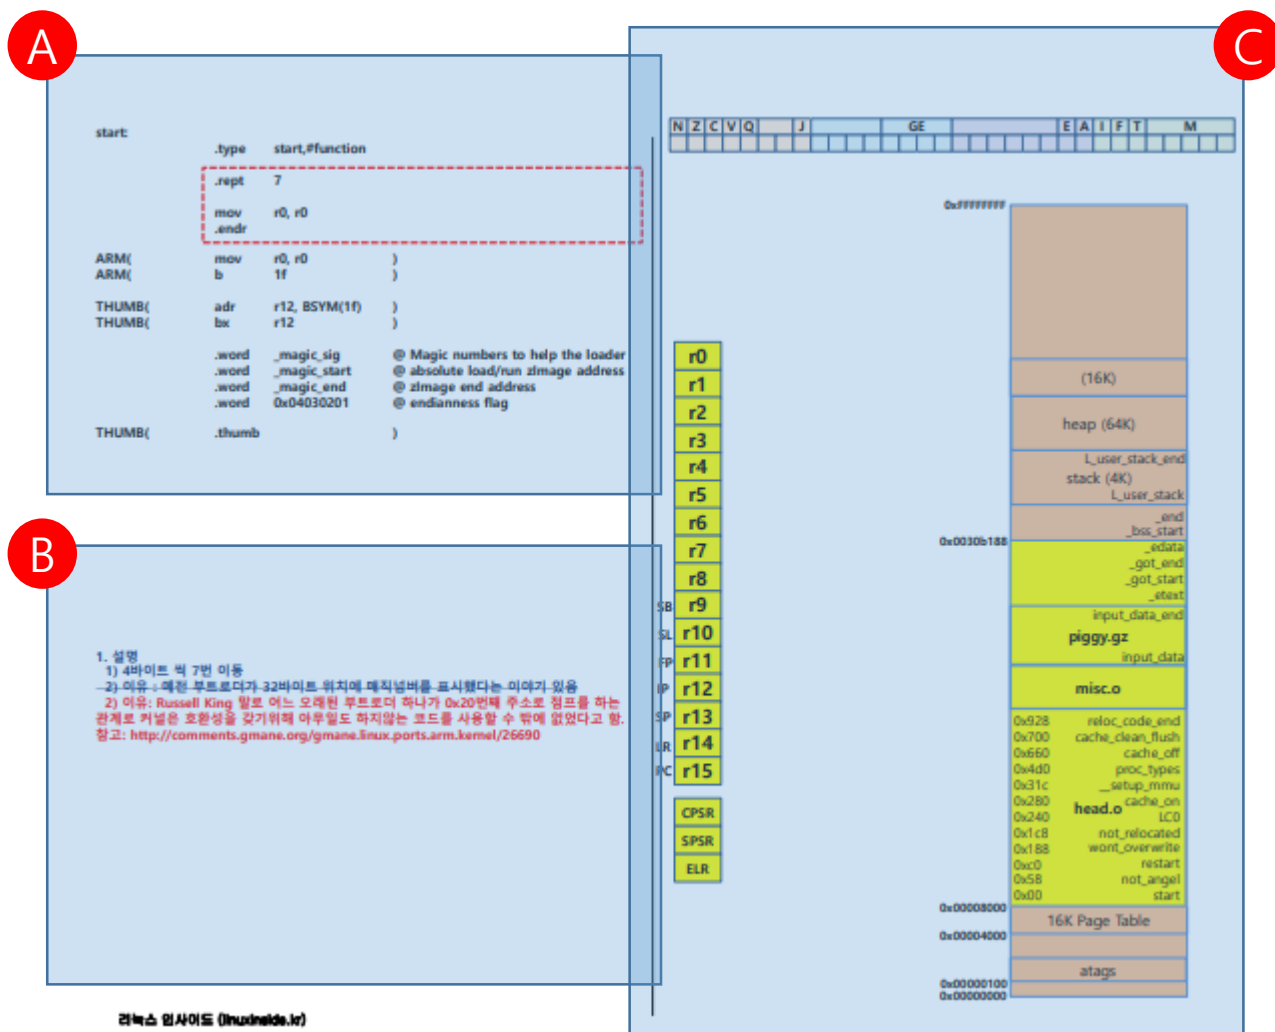 A
start:
.type start,#function
.rept 7
mov r0, r0
.endr
ARM( mov r0, r0 )
ARM( b 1f )
THUMB( adr r12, BSYM(1f) )
THUMB( bx r12 )
.word _magic_sig @ Magic numbers to help the loader
.word _magic_start @ absolute load/run zImage address
.word _magic_end @ zImage end address
.word 0x04030201 @ endianness flag
THUMB( .thumb )
B
1. 설명
1) 4바이트 씩 7번 이동
2) 이유 : 예전 부트로더가 32바이트 위치에 매직넘버를 표시했다는 이야기 있음
2) 이유: Russell King 말로 어느 오래된 부트로더 하나가 0x20번째 주소로 점프를 하는
관계로 커널은 호환성을 갖기위해 아무일도 하지않는 코드를 사용할 수 밖에 없었다고 함.
참고: http://comments.gmane.org/gmane.linux.ports.arm.kernel/26690
리눅스 인사이드 (linuxinside.kr)
C
N Z C V Q J GE E A I F T M
r0
r1
r2
r3
r4
r5
r6
r7
r8
SB r9
SL r10
FP r11
IP r12
SP r13
LR r14
PC r15
CPSR
SPSR
ELR
0xFFFFFFFF
(16K)
heap (64K)
L_user_stack_end
stack (4K)
L_user_stack
_end
_bss_start
0x0030b188
_edata
_got_end
_got_start
_etext
input_data_end
piggy.gz
input_data
misc.o
0x928 reloc_code_end
0x700 cache_clean_flush
0x660 cache_off
0x4d0 proc_types
0x31c __setup_mmu
0x280 cache_on
head.o
0x240 LC0
0x1c8 not_relocated
0x188 wont_overwrite
0xc0 restart
0x58 not_angel
0x00 start
0x00008000
16K Page Table
0x00004000
atags
0x00000100
0x00000000